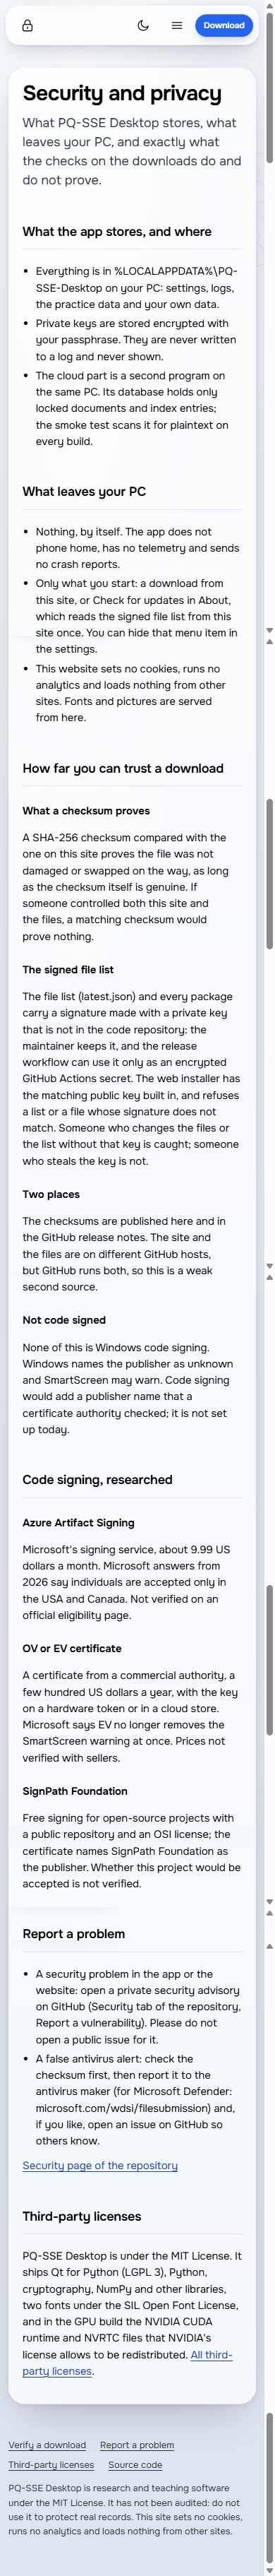 Download
Security and privacy
What PQ-SSE Desktop stores, what
leaves your PC, and exactly what
the checks on the downloads do and
do not prove.
What the app stores, and where
• Everything is in %LOCALAPPDATA%\PQ-
SSE-Desktop on your PC: settings, logs,
the practice data and your own data.
• Private keys are stored encrypted with
your passphrase. They are never written
to a log and never shown.
• The cloud part is a second program on
the same PC. Its database holds only
locked documents and index entries;
the smoke test scans it for plaintext on
every build.
What leaves your PC
• Nothing, by itself. The app does not
phone home, has no telemetry and sends
no crash reports.
• Only what you start: a download from
this site, or Check for updates in About,
which reads the signed file list from this
site once. You can hide that menu item in
the settings.
• This website sets no cookies, runs no
analytics and loads nothing from other
sites. Fonts and pictures are served
from here.
How far you can trust a download
What a checksum proves
A SHA-256 checksum compared with the
one on this site proves the file was not
damaged or swapped on the way, as long
as the checksum itself is genuine. If
someone controlled both this site and
the files, a matching checksum would
prove nothing.
The signed file list
The file list (latest.json) and every package
carry a signature made with a private key
that is not in the code repository: the
maintainer keeps it, and the release
workflow can use it only as an encrypted
GitHub Actions secret. The web installer has
the matching public key built in, and refuses
a list or a file whose signature does not
match. Someone who changes the files or
the list without that key is caught; someone
who steals the key is not.
Two places
The checksums are published here and in
the GitHub release notes. The site and
the files are on different GitHub hosts,
but GitHub runs both, so this is a weak
second source.
Not code signed
None of this is Windows code signing.
Windows names the publisher as unknown
and SmartScreen may warn. Code signing
would add a publisher name that a
certificate authority checked; it is not set
up today.
Code signing, researched
Azure Artifact Signing
Microsoft's signing service, about 9.99 US
dollars a month. Microsoft answers from
2026 say individuals are accepted only in
the USA and Canada. Not verified on an
official eligibility page.
OV or EV certificate
A certificate from a commercial authority, a
few hundred US dollars a year, with the key
on a hardware token or in a cloud store.
Microsoft says EV no longer removes the
SmartScreen warning at once. Prices not
verified with sellers.
SignPath Foundation
Free signing for open-source projects with
a public repository and an OSI license; the
certificate names SignPath Foundation as
the publisher. Whether this project would be
accepted is not verified.
Report a problem
• A security problem in the app or the
website: open a private security advisory
on GitHub (Security tab of the repository,
Report a vulnerability). Please do not
open a public issue for it.
• A false antivirus alert: check the
checksum first, then report it to the
antivirus maker (for Microsoft Defender:
microsoft.com/wdsi/filesubmission) and,
if you like, open an issue on GitHub so
others know.
Security page of the repository
Third-party licenses
PQ-SSE Desktop is under the MIT License. It
ships Qt for Python (LGPL 3), Python,
cryptography, NumPy and other libraries,
two fonts under the SIL Open Font License,
and in the GPU build the NVIDIA CUDA
runtime and NVRTC files that NVIDIA's
license allows to be redistributed. All third-
party licenses.
Verify a download Report a problem
Third-party licenses Source code
PQ-SSE Desktop is research and teaching software
under the MIT License. It has not been audited: do not
use it to protect real records. This site sets no cookies,
runs no analytics and loads nothing from other sites.